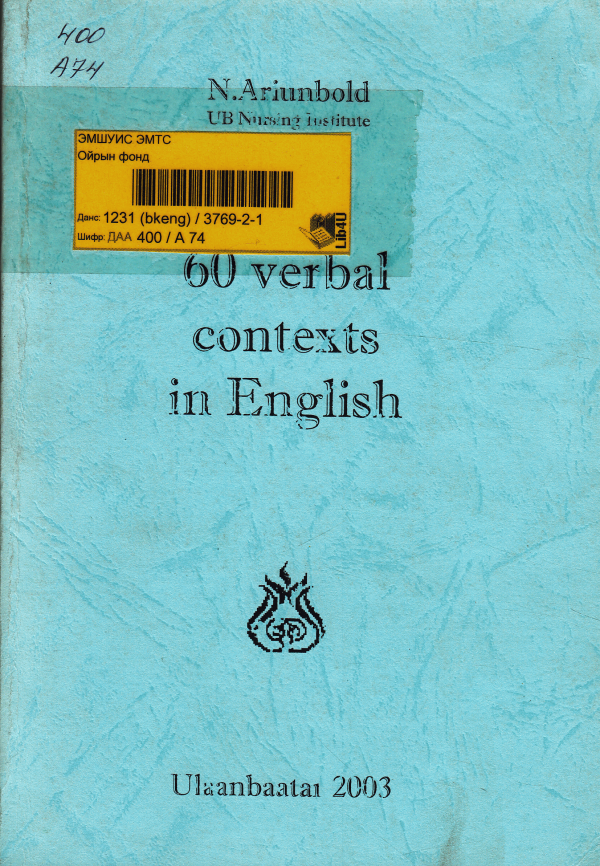 400
A74
N.Ariunbold
UB Nursing Institute
ЭМШУИС ЭМТС
Ойрын фонд
Данс: 1231 (bkeng) / 3769-2-1
Шифр: ДАА 400 / A 74
Lib4U
60 verbal
contexts
in English
Ulaanbaatar 2003